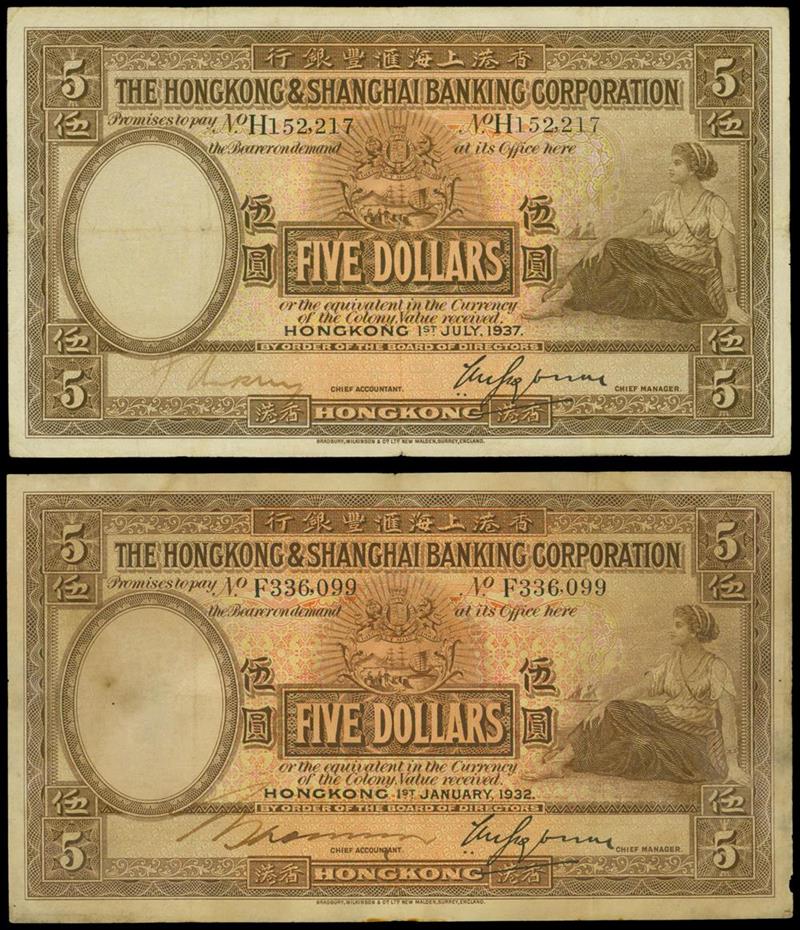 5 行銀豐滙海上港香 5
伍 THE HONGKONG & SHANGHAI BANKING CORPORATION 伍
Promises to pay No H152,217 No H152,217
the Bearer on demand at its Office here
伍 伍
圓 FIVE DOLLARS 圓
or the equivalent in the Currency
of the Colony, Value received.
伍 HONGKONG 1ST JULY, 1937. 伍
BY ORDER OF THE BOARD OF DIRECTORS
5 CHIEF ACCOUNTANT. CHIEF MANAGER. 5
港香 HONGKONG 港香
BRADBURY, WILKINSON & Co LTD NEW MALDEN, SURREY, ENGLAND.
5 行銀豐滙海上港香 5
伍 THE HONGKONG & SHANGHAI BANKING CORPORATION 伍
Promises to pay No F336,099 No F336,099
the Bearer on demand at its Office here
伍 伍
圓 FIVE DOLLARS 圓
or the equivalent in the Currency
of the Colony, Value received.
伍 HONGKONG 1ST JANUARY, 1932. 伍
BY ORDER OF THE BOARD OF DIRECTORS
5 CHIEF ACCOUNTANT. CHIEF MANAGER. 5
港香 HONGKONG 港香
BRADBURY, WILKINSON & Co LTD NEW MALDEN, SURREY, ENGLAND.